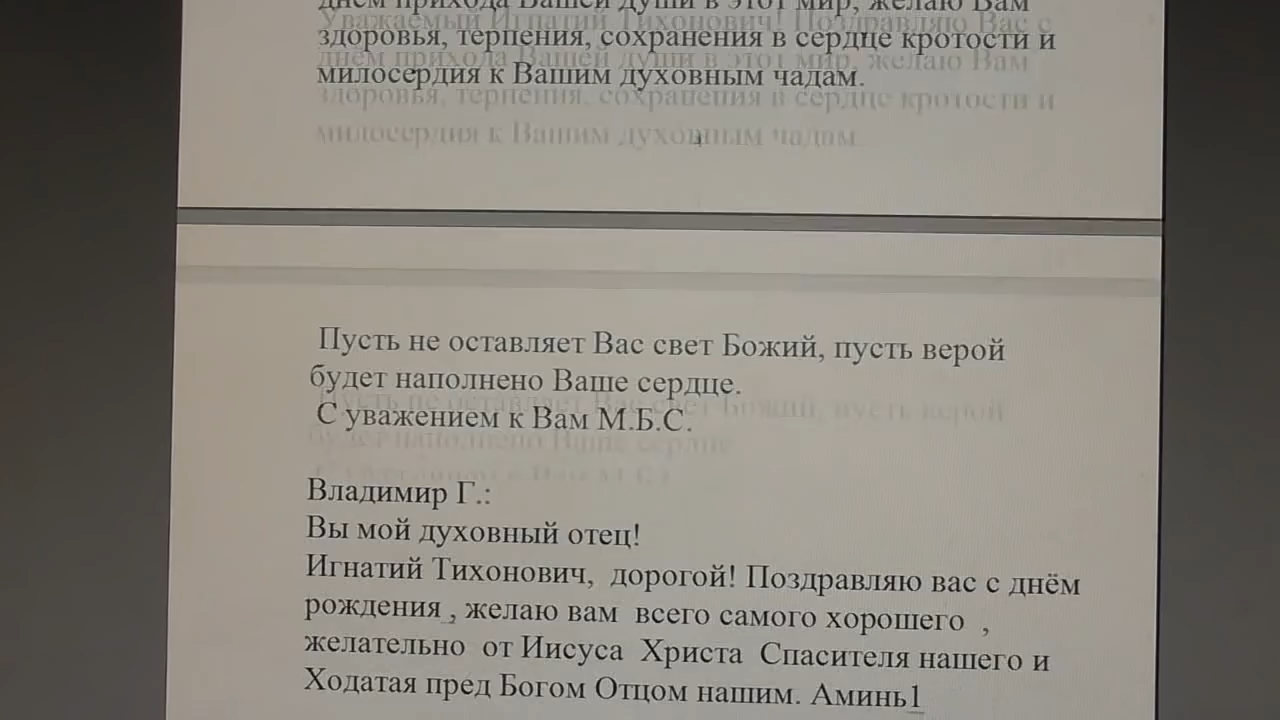 днем прихода Вашей души в этот мир, желаю Вам
здоровья, терпения, сохранения в сердце кротости и
милосердия к Вашим духовным чадам.
Пусть не оставляет Вас свет Божий, пусть верой
будет наполнено Ваше сердце.
С уважением к Вам М.Б.С.
Владимир Г.:
Вы мой духовный отец!
Игнатий Тихонович, дорогой! Поздравляю вас с днём
рождения , желаю вам всего самого хорошего ,
желательно от Иисуса Христа Спасителя нашего и
Ходатая пред Богом Отцом нашим. Аминь1